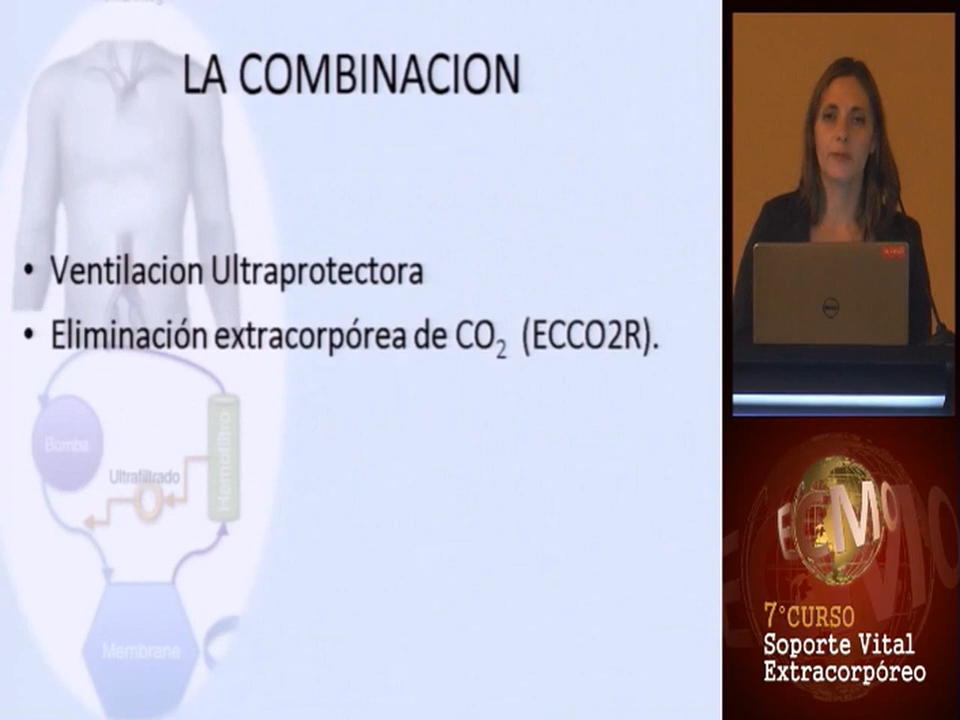 LA COMBINACION
• Ventilacion Ultraprotectora
• Eliminación extracorpórea de CO₂ (ECCO2R).
Bomba
Ultrafiltrado
Hemofiltro
Membrane
DELL
ECMO
7°CURSO
Soporte Vital
Extracorpóreo